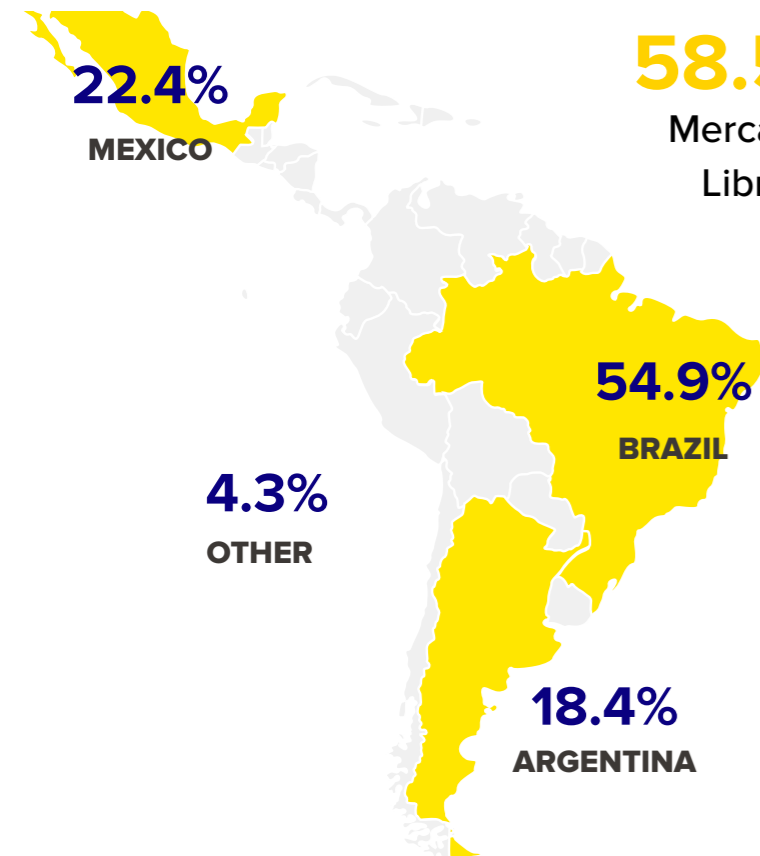 22.4%
MEXICO
54.9%
BRAZIL
4.3%
OTHER
18.4%
ARGENTINA